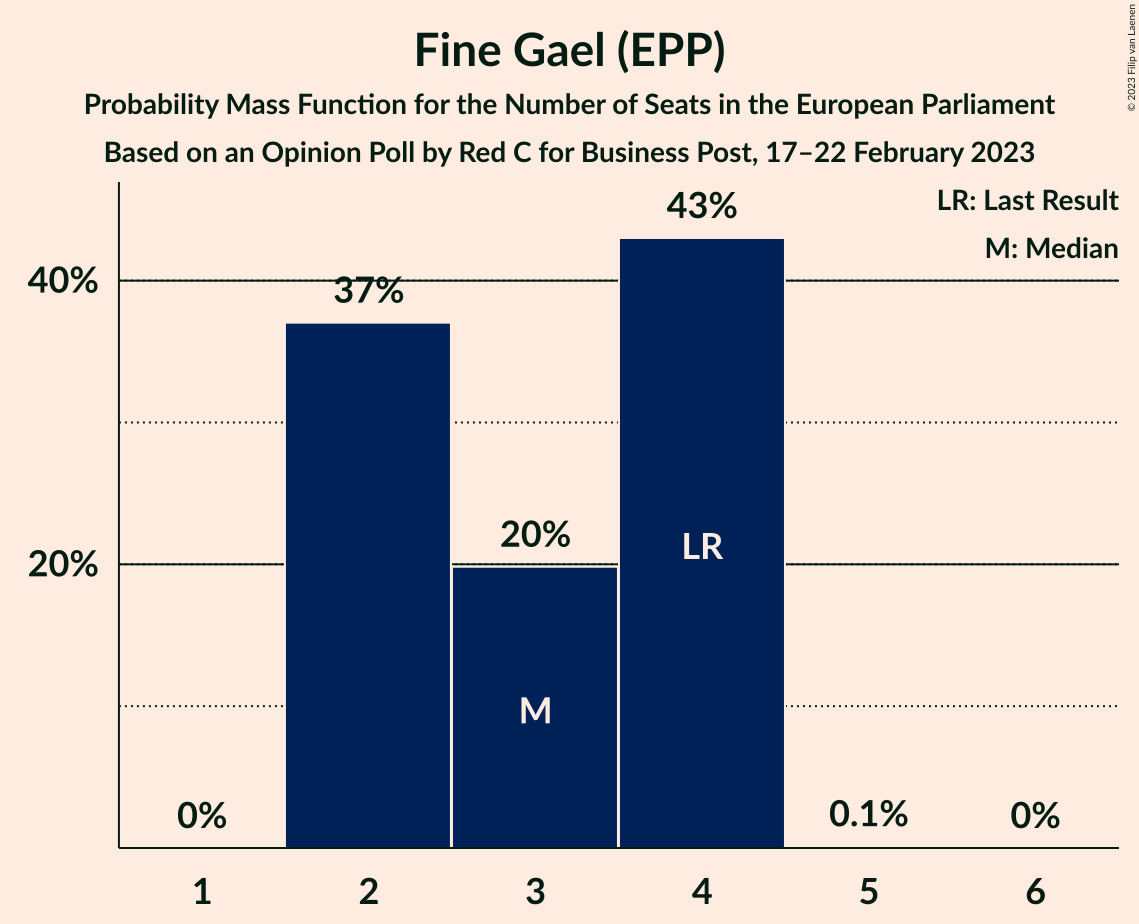 Fine Gael (EPP)
Probability Mass Function for the Number of Seats in the European Parliament
Based on an Opinion Poll by Red C for Business Post, 17–22 February 2023
© 2023 Filip van Laenen
LR: Last Result
M: Median
43%
40%
37%
20%
LR
20%
M
0%
0.1%
0%
1 2 3 4 5 6